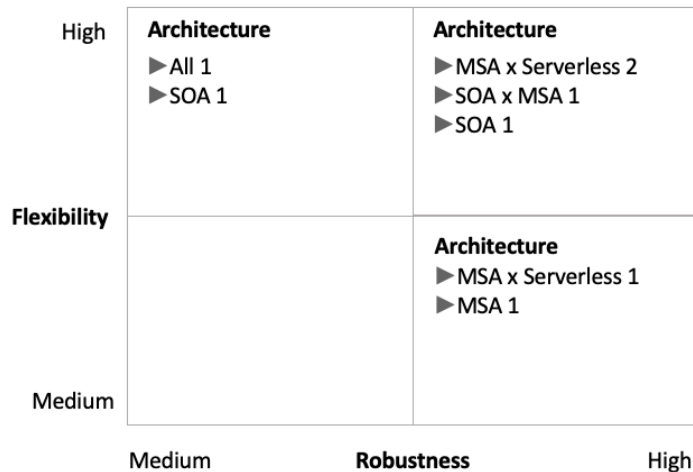 High
Architecture
▶All 1
▶SOA 1
Architecture
▶MSA x Serverless 2
▶SOA x MSA 1
▶SOA 1
Flexibility
Architecture
▶MSA x Serverless 1
▶MSA 1
Medium
Medium Robustness High